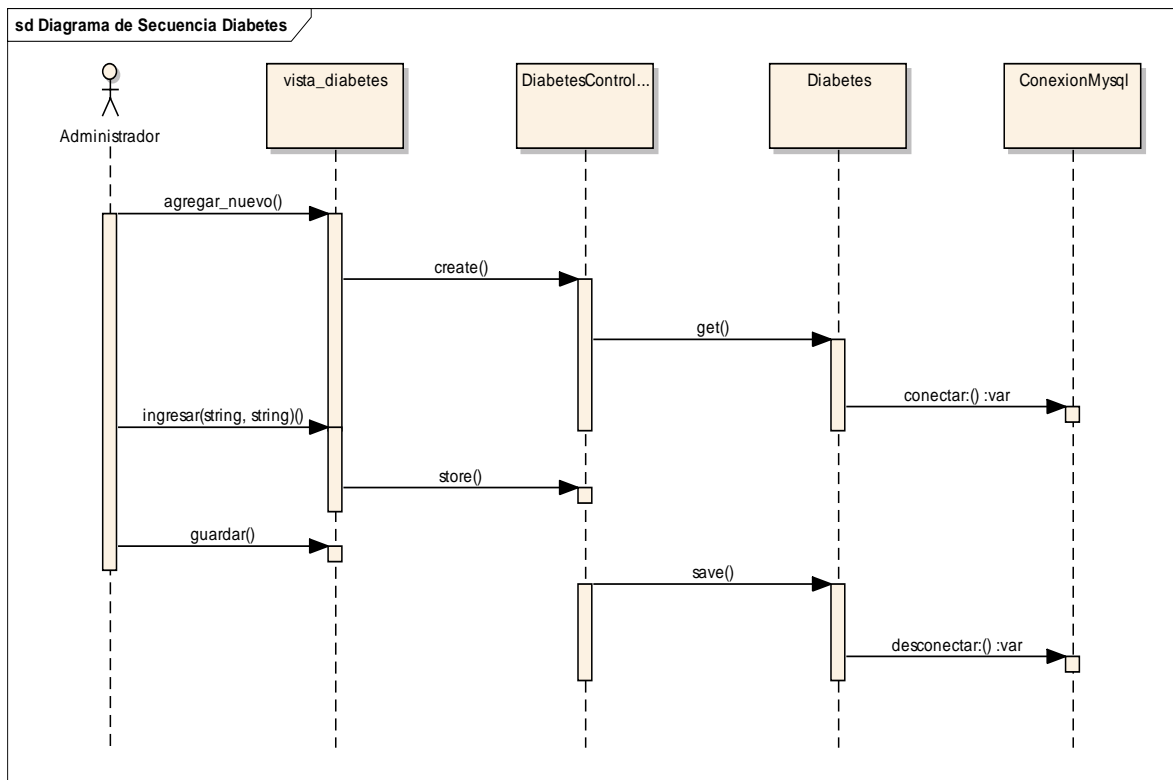 sd Diagrama de Secuencia Diabetes
Administrador
vista_diabetes
DiabetesControl...
Diabetes
ConexionMysql
agregar_nuevo()
create()
get()
conectar:() :var
ingresar(string, string)()
store()
guardar()
save()
desconectar:() :var